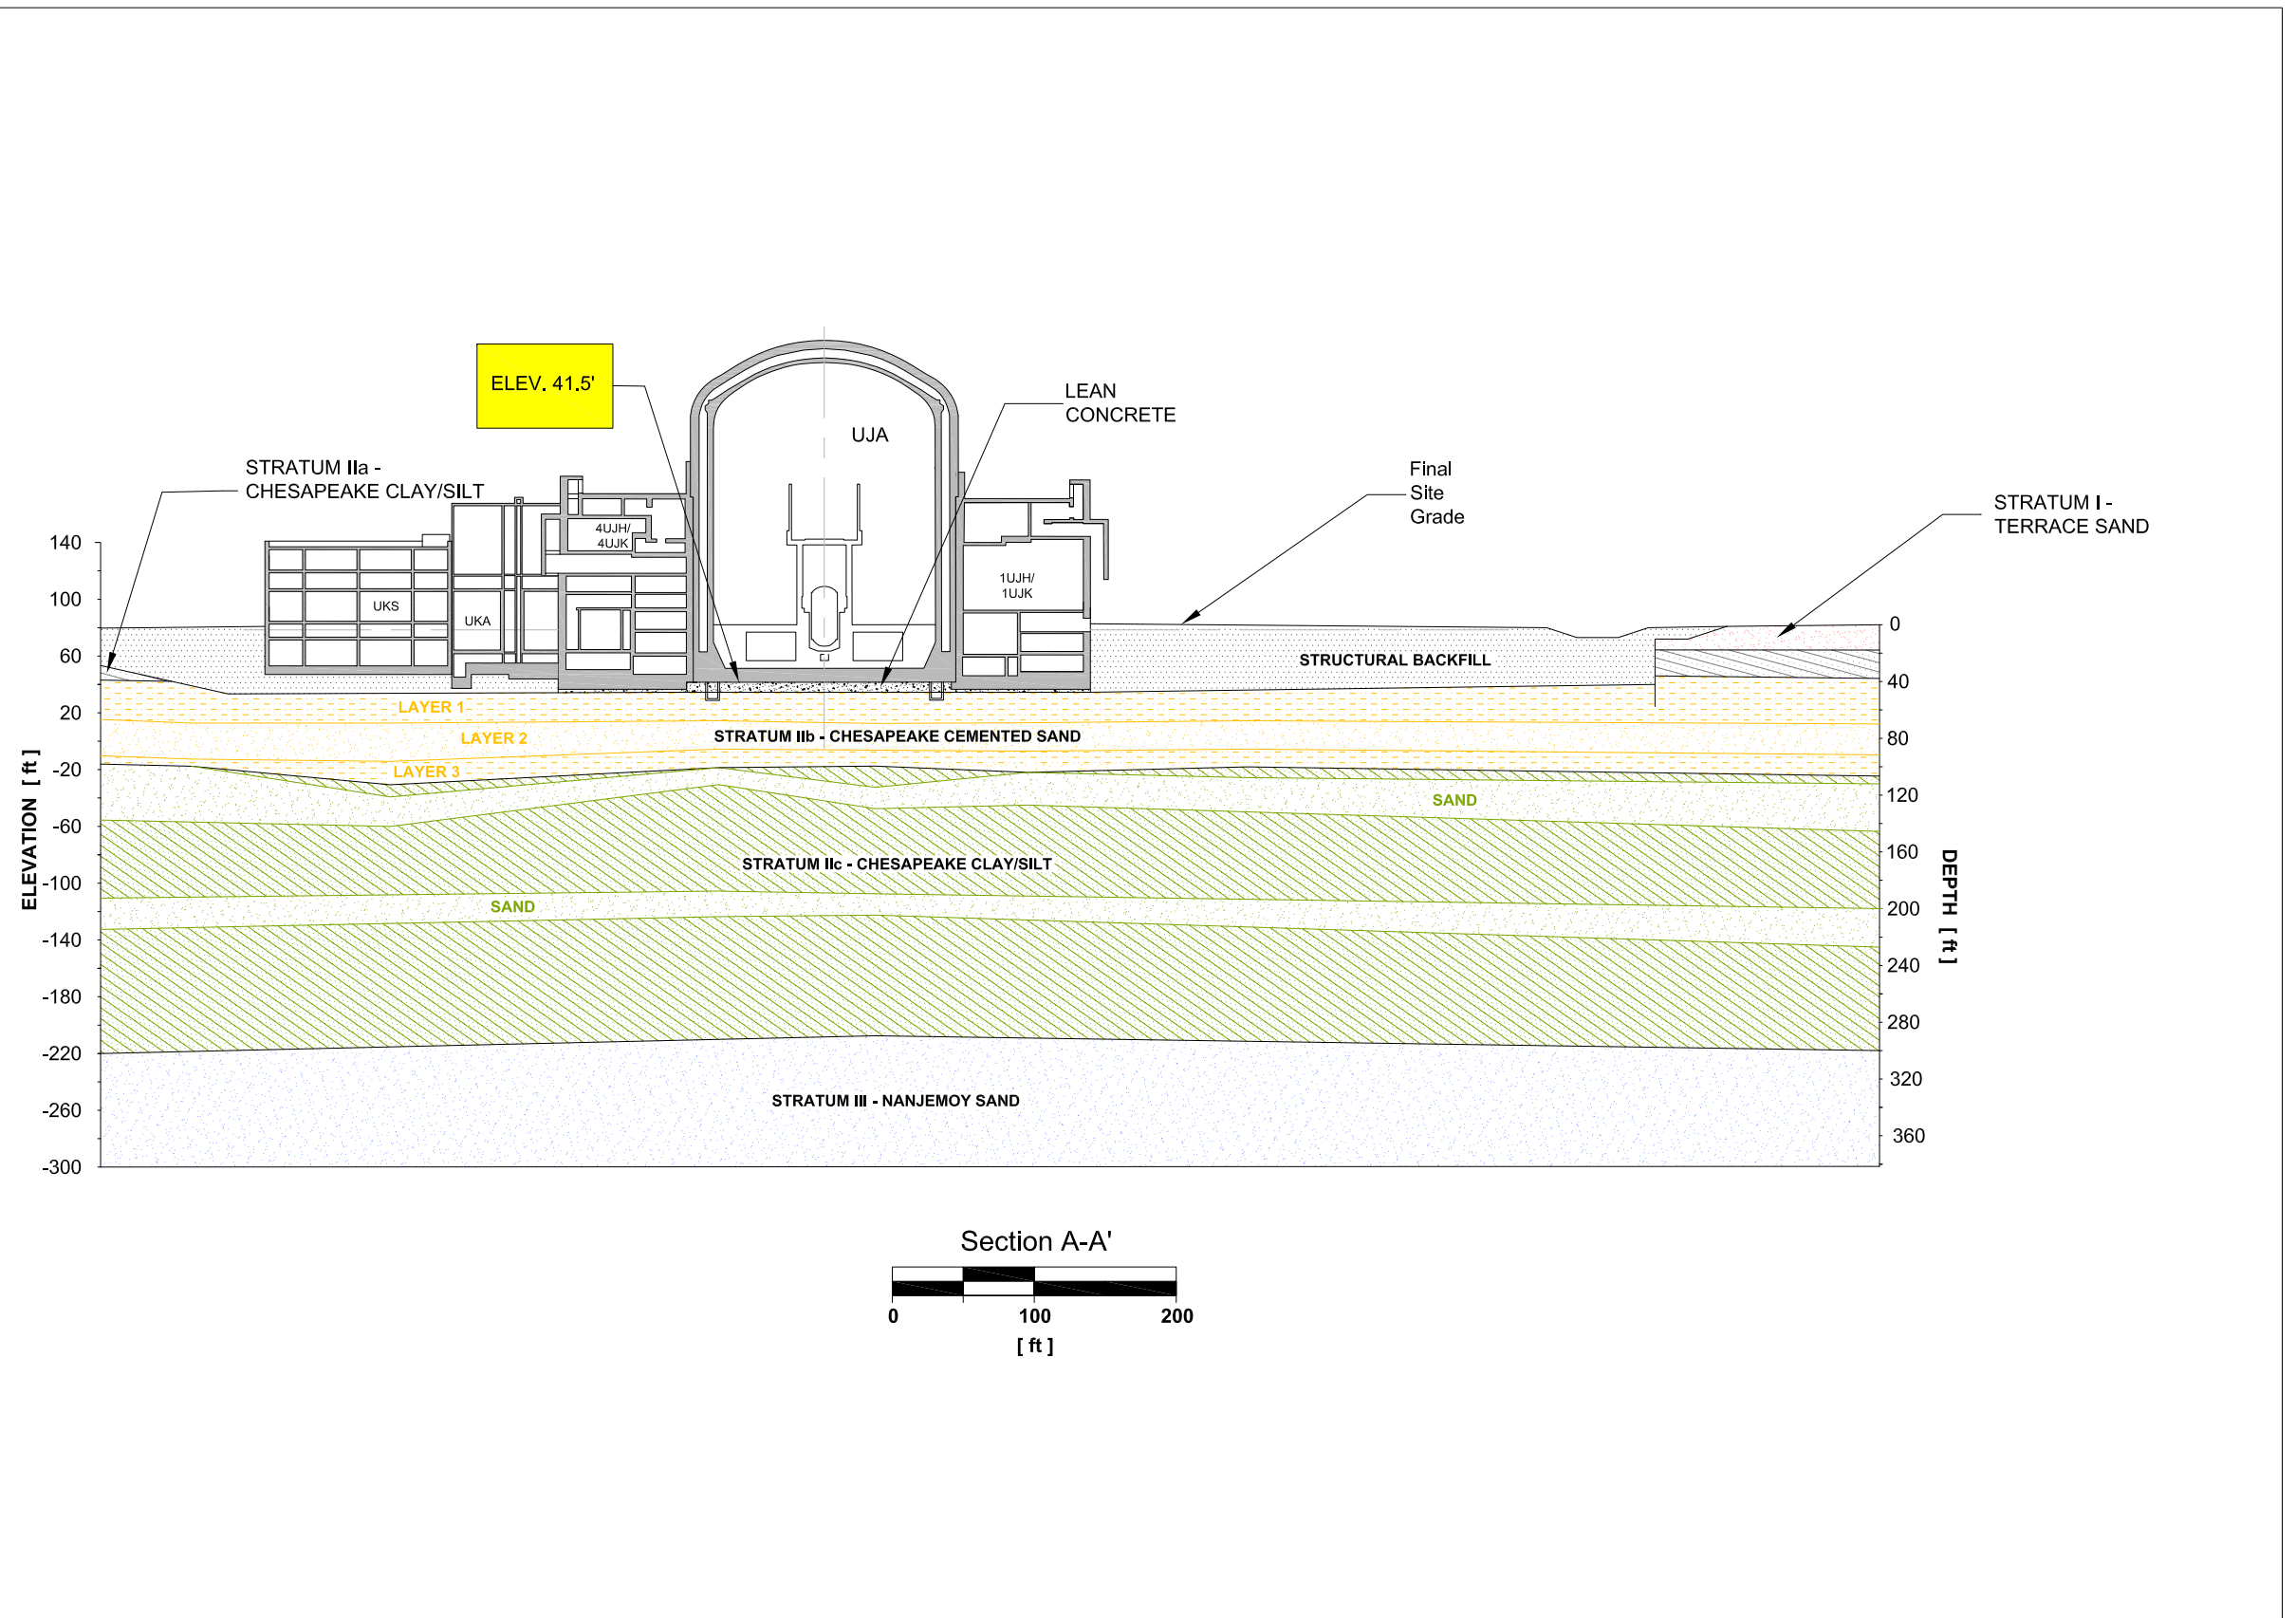 ELEV. 41.5'
LEAN
CONCRETE
UJA
STRATUM IIa -
CHESAPEAKE CLAY/SILT
Final
Site
Grade
STRATUM I -
TERRACE SAND
4UJH/
4UJK
1UJH/
1UJK
UKS
UKA
STRUCTURAL BACKFILL
LAYER 1
LAYER 2
STRATUM IIb - CHESAPEAKE CEMENTED SAND
LAYER 3
SAND
STRATUM IIc - CHESAPEAKE CLAY/SILT
SAND
STRATUM III - NANJEMOY SAND
ELEVATION [ ft ]
140
100
60
20
-20
-60
-100
-140
-180
-220
-260
-300
0
40
80
120
160
200
240
280
320
360
DEPTH [ ft ]
Section A-A'
0 100 200
[ ft ]